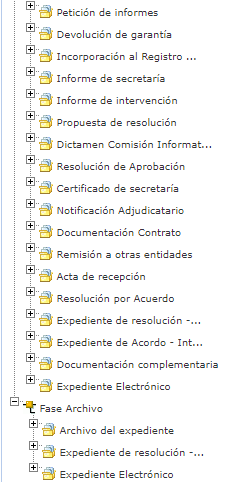 Petición de informes
Devolución de garantía
Incorporación al Registro ...
Informe de secretaría
Informe de intervención
Propuesta de resolución
Dictamen Comisión Informat...
Resolución de Aprobación
Certificado de secretaría
Notificación Adjudicatario
Documentación Contrato
Remisión a otras entidades
Acta de recepción
Resolución por Acuerdo
Expediente de resolución -...
Expediente de Acordo - Int...
Documentación complementaria
Expediente Electrónico
Fase Archivo
Archivo del expediente
Expediente de resolución -...
Expediente Electrónico